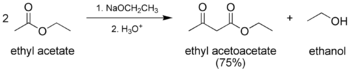 2
O
O
1. NaOCH₂CH₃
2. H₃O⁺
O
O
O
+
OH
ethyl acetate
ethyl acetoacetate
(75%)
ethanol